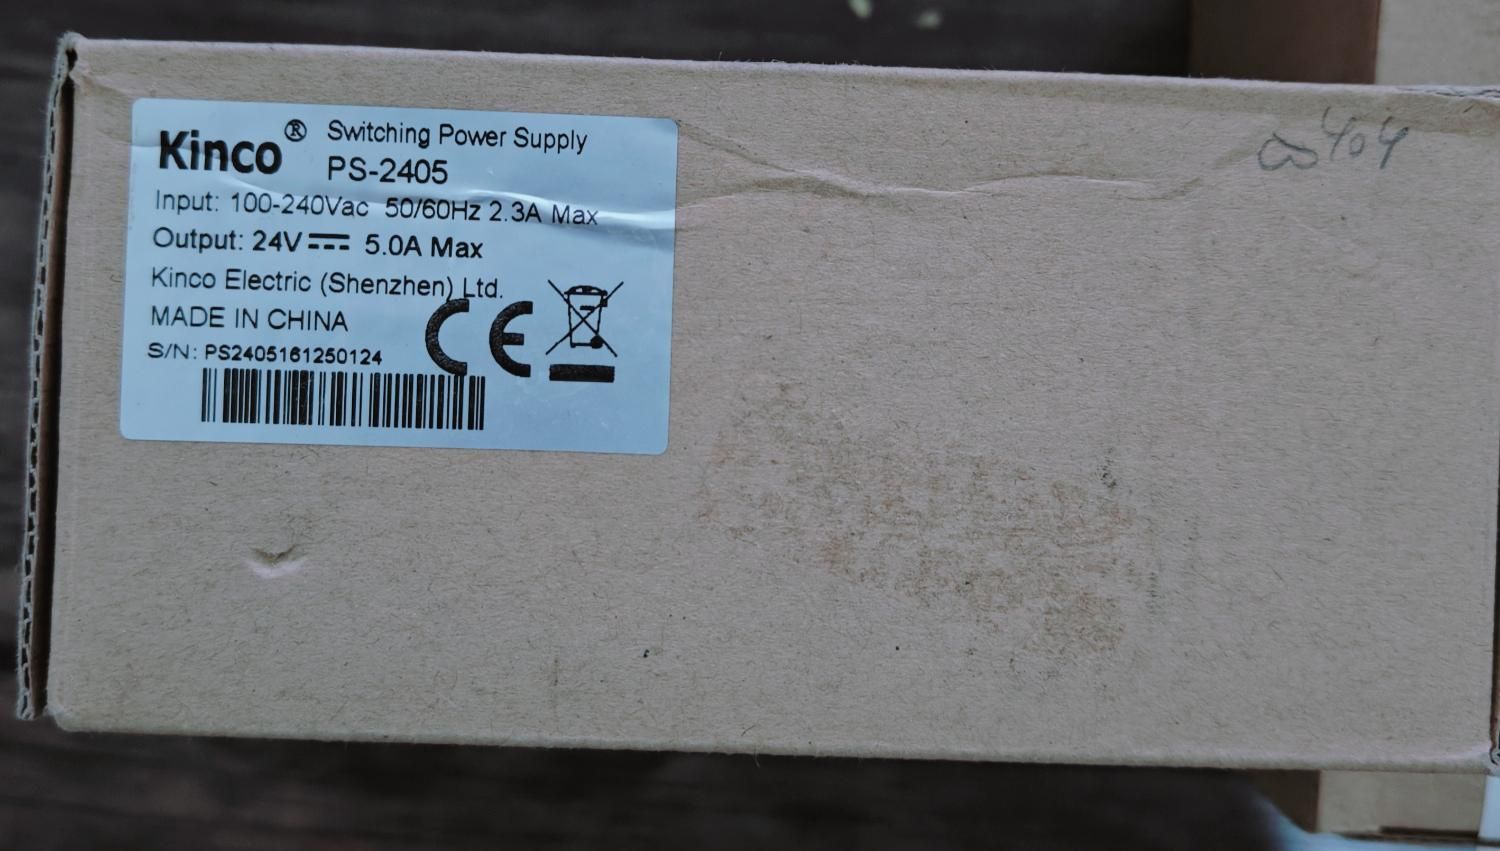 Kinco® Switching Power Supply
PS-2405
Input: 100-240Vac 50/60Hz 2.3A Max
Output: 24V 5.0A Max
Kinco Electric (Shenzhen) Ltd.
MADE IN CHINA
CE
S/N: PS2405161250124